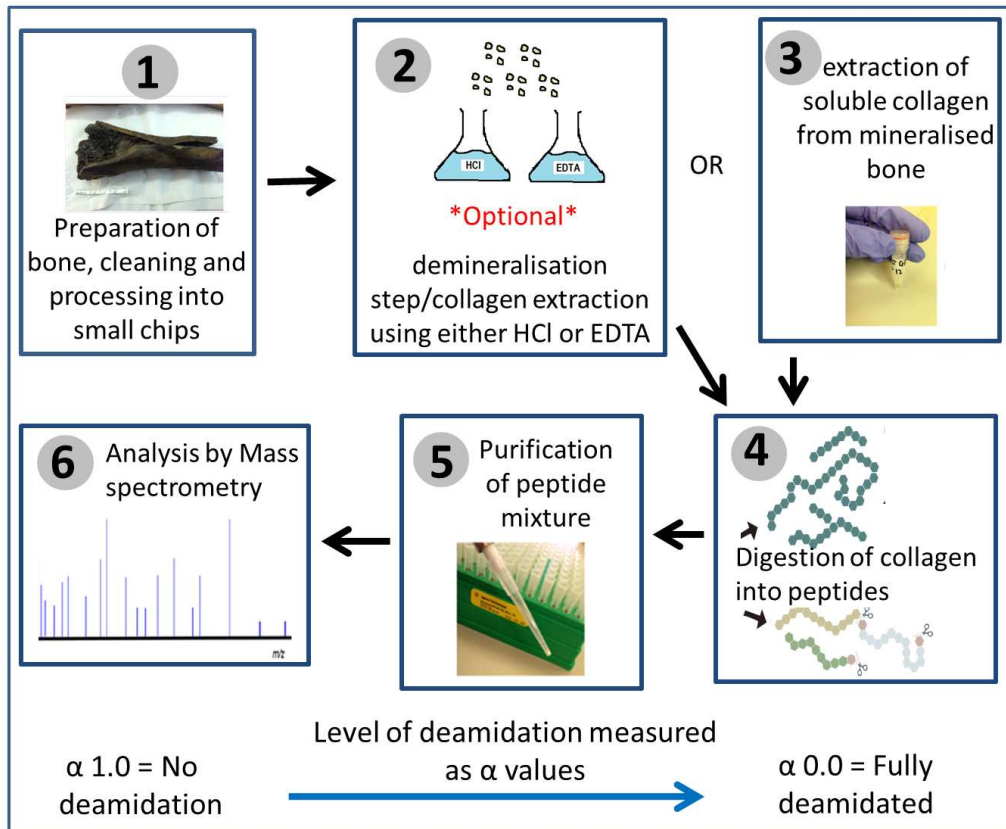 1
Preparation of
bone, cleaning and
processing into
small chips
2
HCl
EDTA
*Optional*
demineralisation
step/collagen extraction
using either HCl or EDTA
OR
3
extraction of
soluble collagen
from mineralised
bone
4
Digestion of collagen
into peptides
5
Purification
of peptide
mixture
6
Analysis by Mass
spectrometry
m/z
Level of deamidation measured
as α values
α 1.0 = No
deamidation
α 0.0 = Fully
deamidated